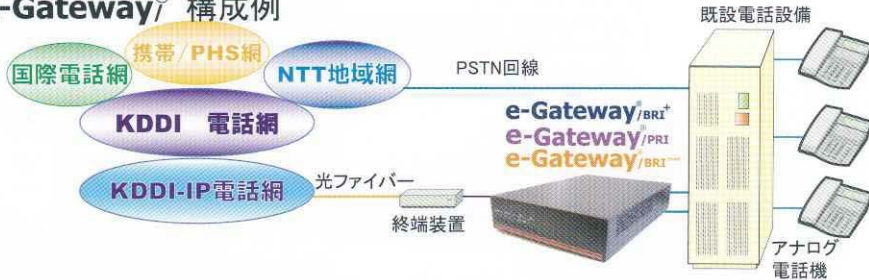 e-Gateway® 構成例
既設電話設備
国際電話網
携帯/PHS網
NTT地域網
PSTN回線
KDDI 電話網
e-Gateway®/BRI+
e-Gateway®/PRI
e-Gateway®/BRI
KDDI-IP電話網
光ファイバー
終端装置
アナログ
電話機